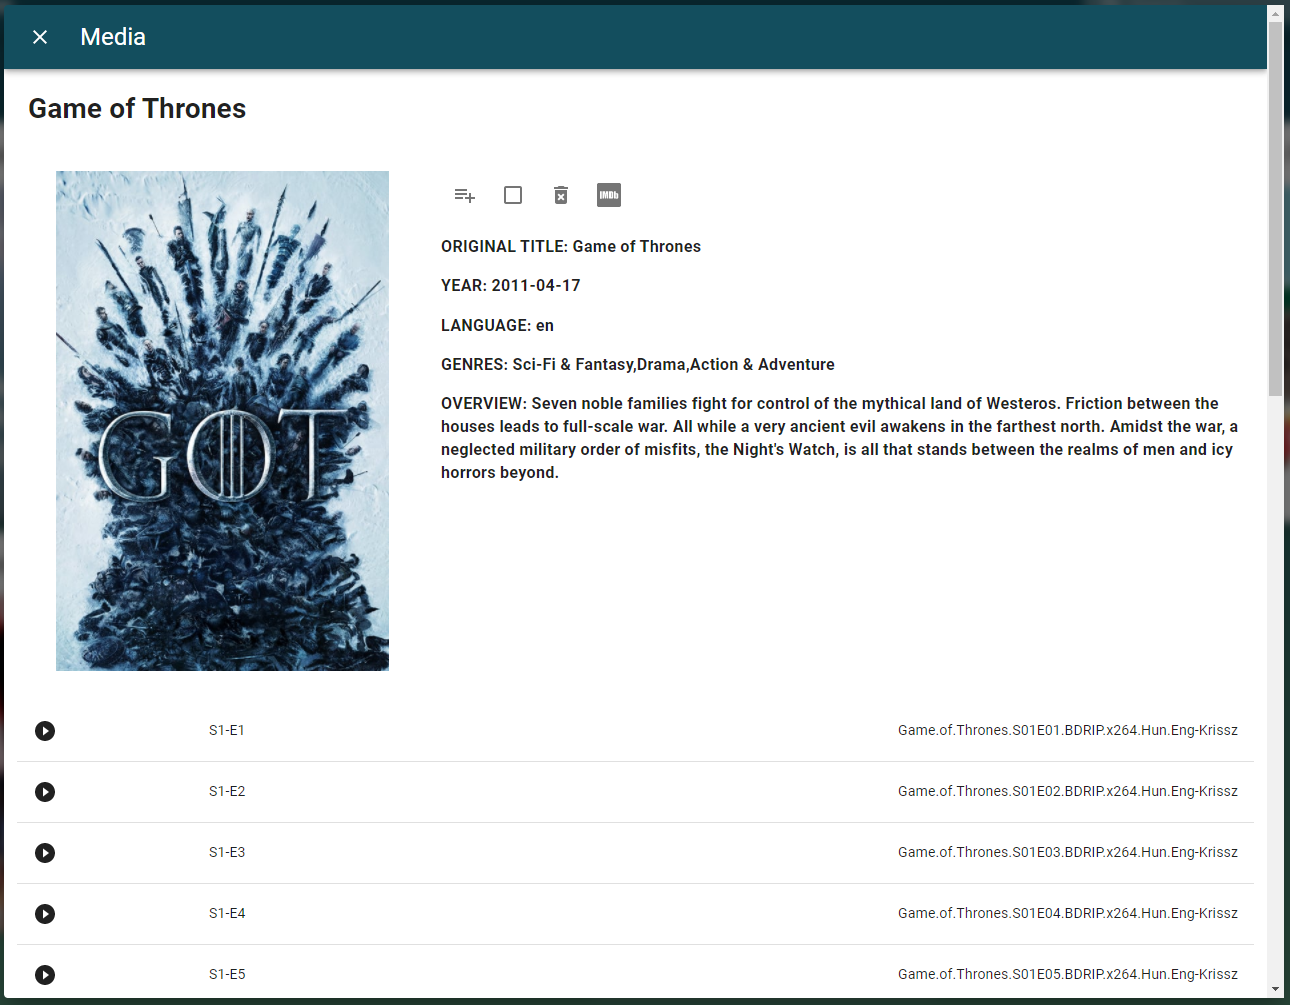 Media
Game of Thrones
IMDb
ORIGINAL TITLE: Game of Thrones
YEAR: 2011-04-17
LANGUAGE: en
GENRES: Sci-Fi & Fantasy,Drama,Action & Adventure
OVERVIEW: Seven noble families fight for control of the mythical land of Westeros. Friction between the
houses leads to full-scale war. All while a very ancient evil awakens in the farthest north. Amidst the war, a
neglected military order of misfits, the Night's Watch, is all that stands between the realms of men and icy
horrors beyond.
GOT
S1-E1 Game.of.Thrones.S01E01.BDRIP.x264.Hun.Eng-Krissz
S1-E2 Game.of.Thrones.S01E02.BDRIP.x264.Hun.Eng-Krissz
S1-E3 Game.of.Thrones.S01E03.BDRIP.x264.Hun.Eng-Krissz
S1-E4 Game.of.Thrones.S01E04.BDRIP.x264.Hun.Eng-Krissz
S1-E5 Game.of.Thrones.S01E05.BDRIP.x264.Hun.Eng-Krissz